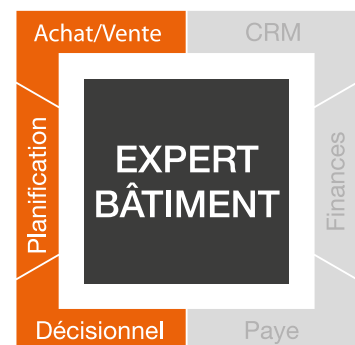 Achat/Vente
CRM
Planification
EXPERT
BÂTIMENT
Finances
Décisionnel
Paye